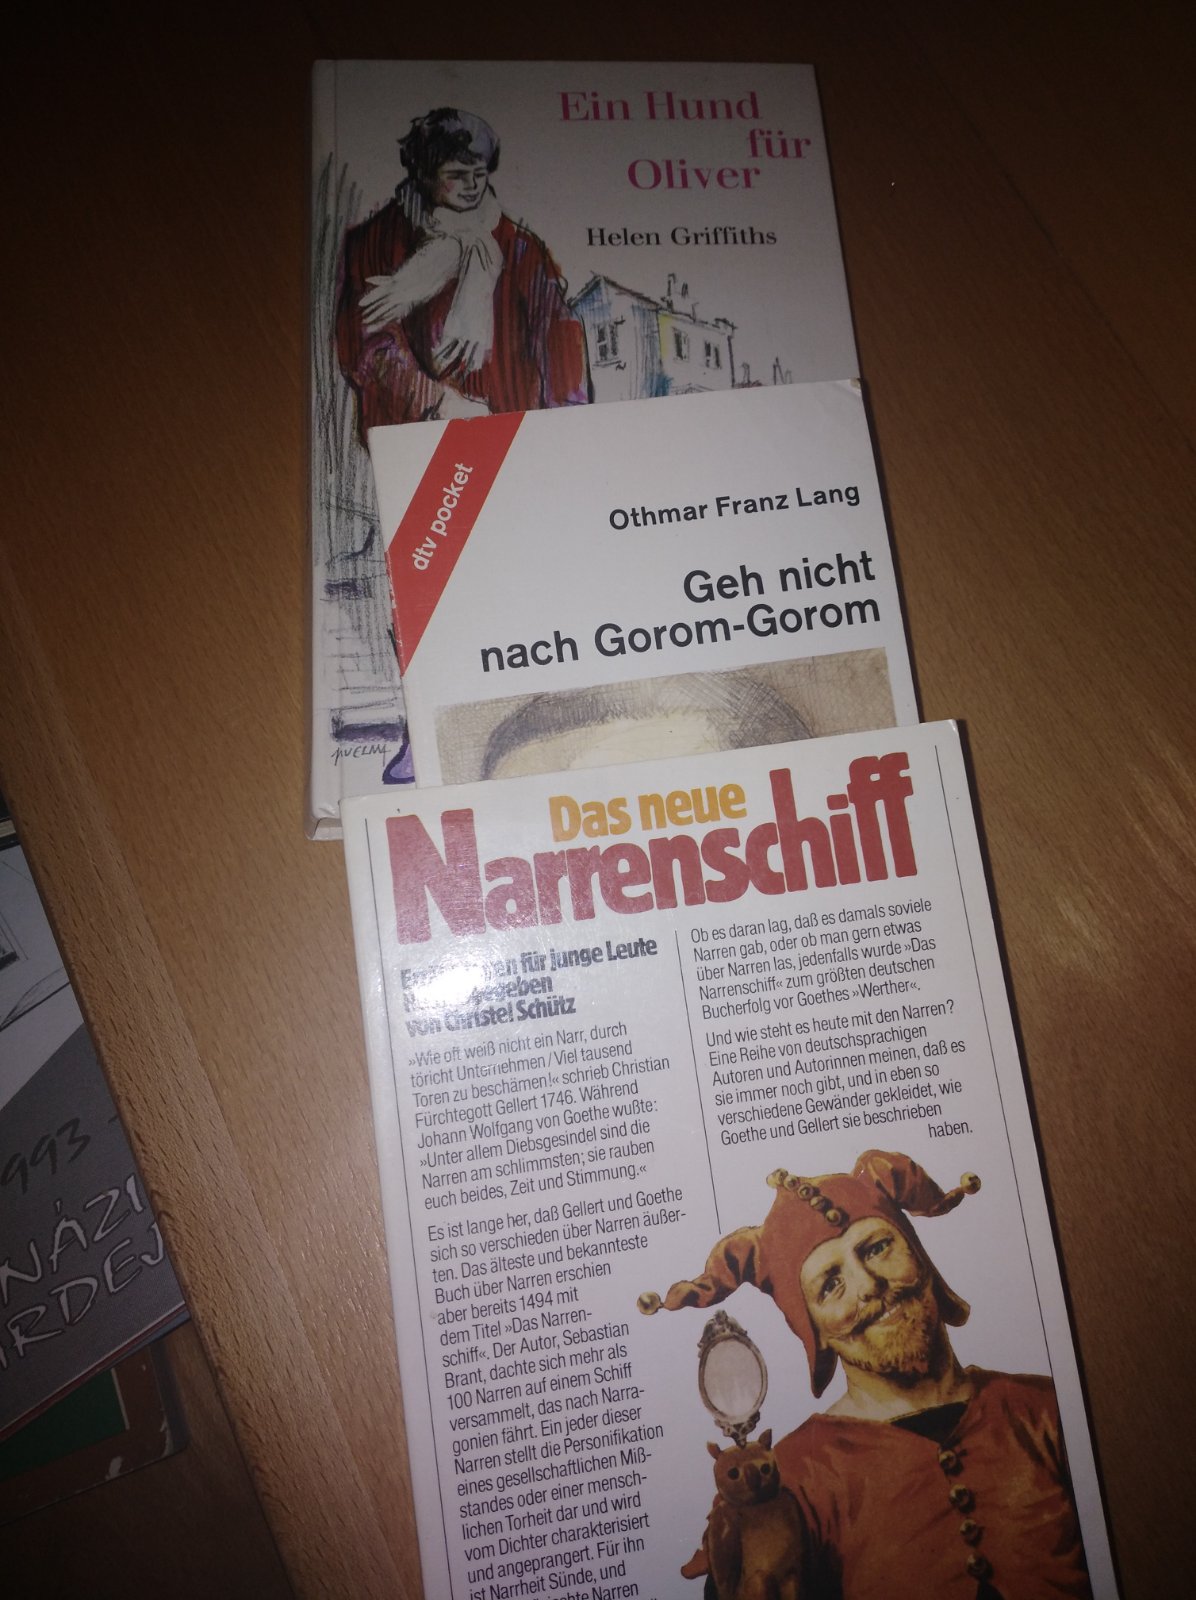 Ein Hund
für
Oliver
Helen Griffiths
dtv pocket
Othmar Franz Lang
Geh nicht
nach Gorom-Gorom
Das neue
Narrenschiff
für junge Leute
von Christel Schütz
»Wie oft weiß nicht ein Narr, durch
töricht Unternehmen/Viel tausend
Toren zu beschämen!« schrieb Christian
Fürchtegott Gellert 1746. Während
Johann Wolfgang von Goethe wußte:
»Unter allem Diebsgesindel sind die
Narren am schlimmsten; sie rauben
euch beides, Zeit und Stimmung.«
Es ist lange her, daß Gellert und Goethe
sich so verschieden über Narren äußer-
ten. Das älteste und bekannteste
Buch über Narren erschien
aber bereits 1494 mit
dem Titel »Das Narren-
schiff«. Der Autor, Sebastian
Brant, dachte sich mehr als
100 Narren auf einem Schiff
versammelt, das nach Narra-
gonien fährt. Ein jeder dieser
Narren stellt die Personifikation
eines gesellschaftlichen Miß-
standes oder einer mensch-
lichen Torheit dar und wird
vom Dichter charakterisiert
und angeprangert. Für ihn
ist Narrheit Sünde, und
Narren
Ob es daran lag, daß es damals soviele
Narren gab, oder ob man gern etwas
über Narren las, jedenfalls wurde »Das
Narrenschiff« zum größten deutschen
Bucherfolg vor Goethes »Werther«.
Und wie steht es heute mit den Narren?
Eine Reihe von deutschsprachigen
Autoren und Autorinnen meinen, daß es
sie immer noch gibt, und in eben so
verschiedene Gewänder gekleidet, wie
Goethe und Gellert sie beschrieben
haben.
993
NÁZI
RDEJ